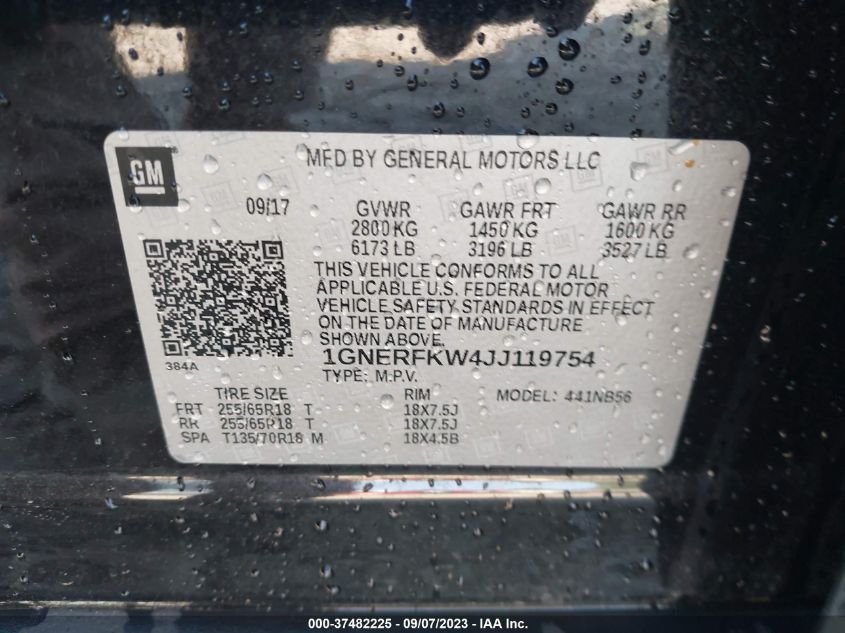 GM
MFD BY GENERAL MOTORS LLC
09/17 GVWR GAWR FRT GAWR RR
2800 KG 1450 KG 1600 KG
6173 LB 3196 LB 3527 LB
THIS VEHICLE CONFORMS TO ALL
APPLICABLE U.S. FEDERAL MOTOR
VEHICLE SAFETY STANDARDS IN EFFECT
ON THE DATE OF MANUFACTURE
SHOWN ABOVE.
384A
1GNERFKW4JJ119754
TYPE: M.P.V.
TIRE SIZE RIM MODEL: 441NB56
FRT 255/65R18 T 18X7.5J
RR 255/65R18 T 18X7.5J
SPA T135/70R18 M 18X4.5B
000-37482225 - 09/07/2023 - IAA Inc.